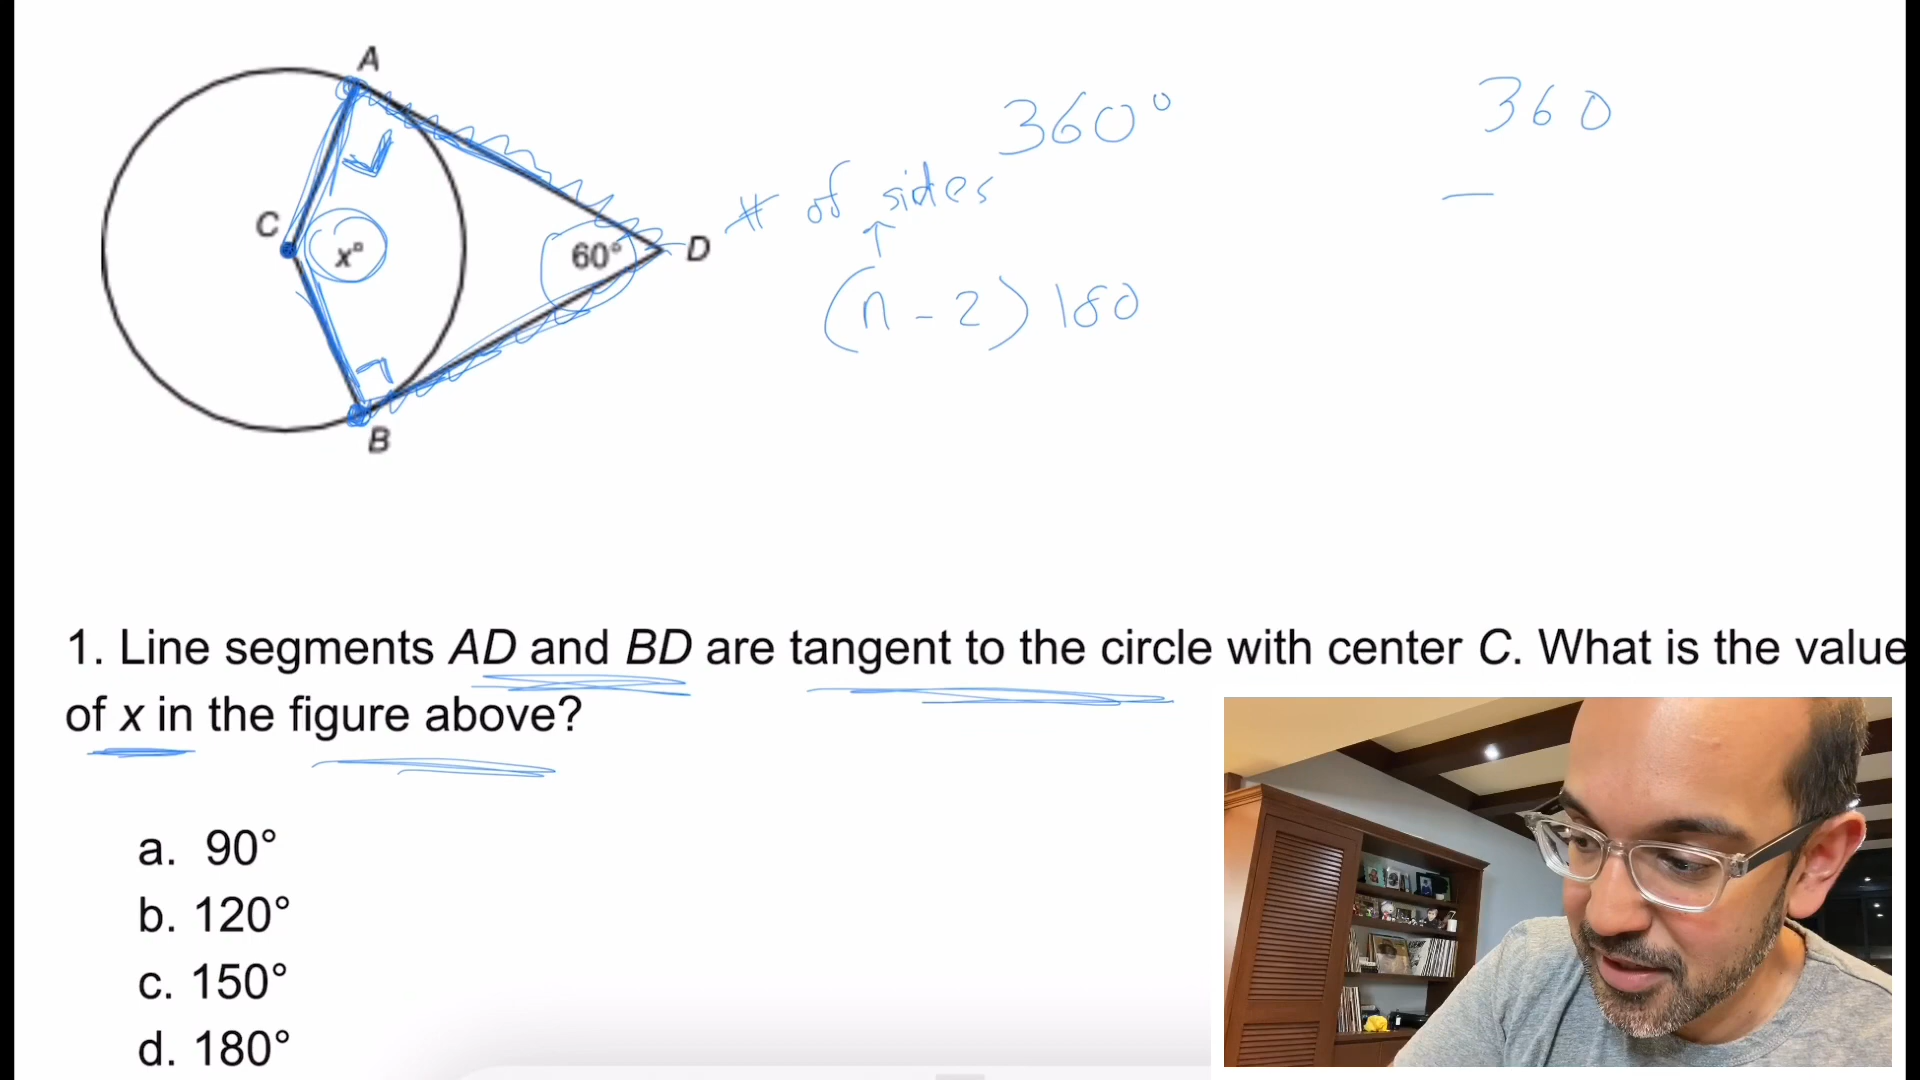 A
C
x°
60°
D
B
360°
# of sides
↑
(n - 2) 180
360
—
1. Line segments AD and BD are tangent to the circle with center C. What is the value
of x in the figure above?
a. 90°
b. 120°
c. 150°
d. 180°